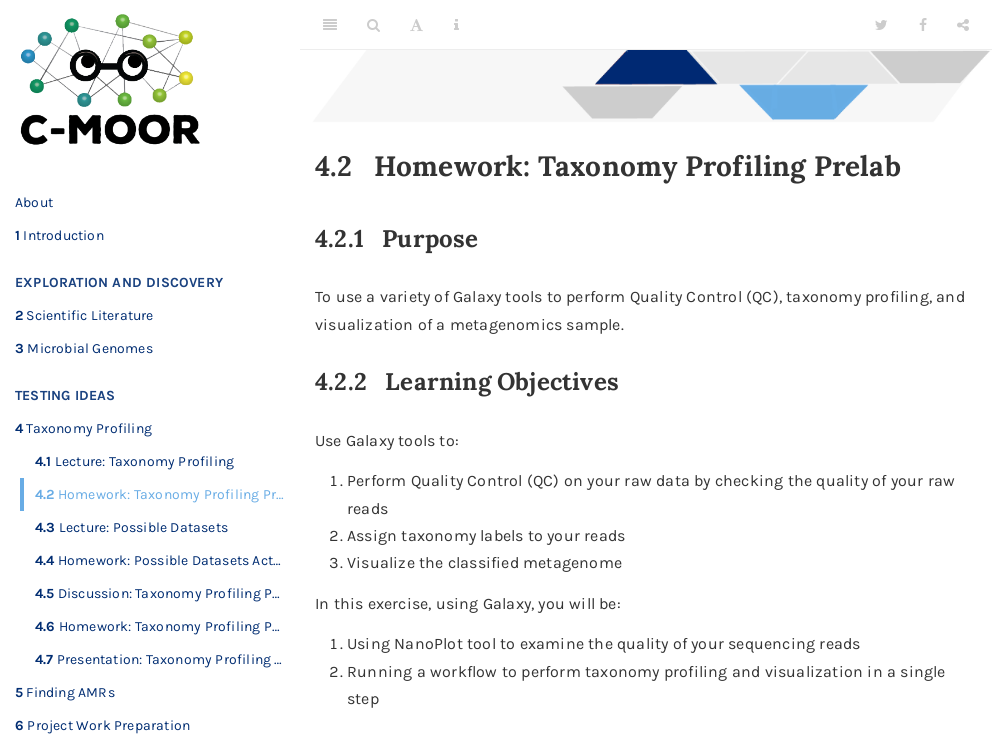 C-MOOR
About
1 Introduction
EXPLORATION AND DISCOVERY
2 Scientific Literature
3 Microbial Genomes
TESTING IDEAS
4 Taxonomy Profiling
4.1 Lecture: Taxonomy Profiling
4.2 Homework: Taxonomy Profiling Pr…
4.3 Lecture: Possible Datasets
4.4 Homework: Possible Datasets Act…
4.5 Discussion: Taxonomy Profiling P…
4.6 Homework: Taxonomy Profiling P…
4.7 Presentation: Taxonomy Profiling …
5 Finding AMRs
6 Project Work Preparation
4.2 Homework: Taxonomy Profiling Prelab
4.2.1 Purpose
To use a variety of Galaxy tools to perform Quality Control (QC), taxonomy profiling, and
visualization of a metagenomics sample.
4.2.2 Learning Objectives
Use Galaxy tools to:
1. Perform Quality Control (QC) on your raw data by checking the quality of your raw
reads
2. Assign taxonomy labels to your reads
3. Visualize the classified metagenome
In this exercise, using Galaxy, you will be:
1. Using NanoPlot tool to examine the quality of your sequencing reads
2. Running a workflow to perform taxonomy profiling and visualization in a single
step